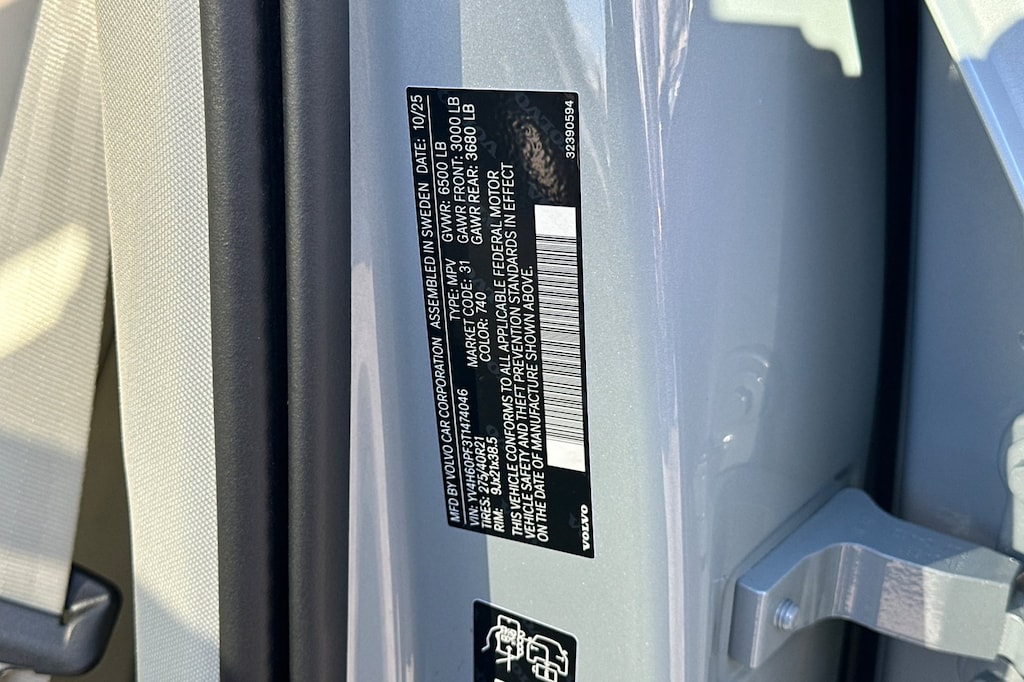 MFD BY VOLVO CAR CORPORATION ASSEMBLED IN SWEDEN DATE: 10/25
VIN: YV4H60PF3T1474046 TYPE: MPV GVWR: 6500 LB
TIRES: 275/40R21 MARKET CODE: 31 GAWR FRONT: 3000 LB
RIM: 9Jx21x38.5 COLOR: 740 GAWR REAR: 3680 LB
THIS VEHICLE CONFORMS TO ALL APPLICABLE FEDERAL MOTOR
VEHICLE SAFETY AND THEFT PREVENTION STANDARDS IN EFFECT
ON THE DATE OF MANUFACTURE SHOWN ABOVE.
VOLVO 32390594